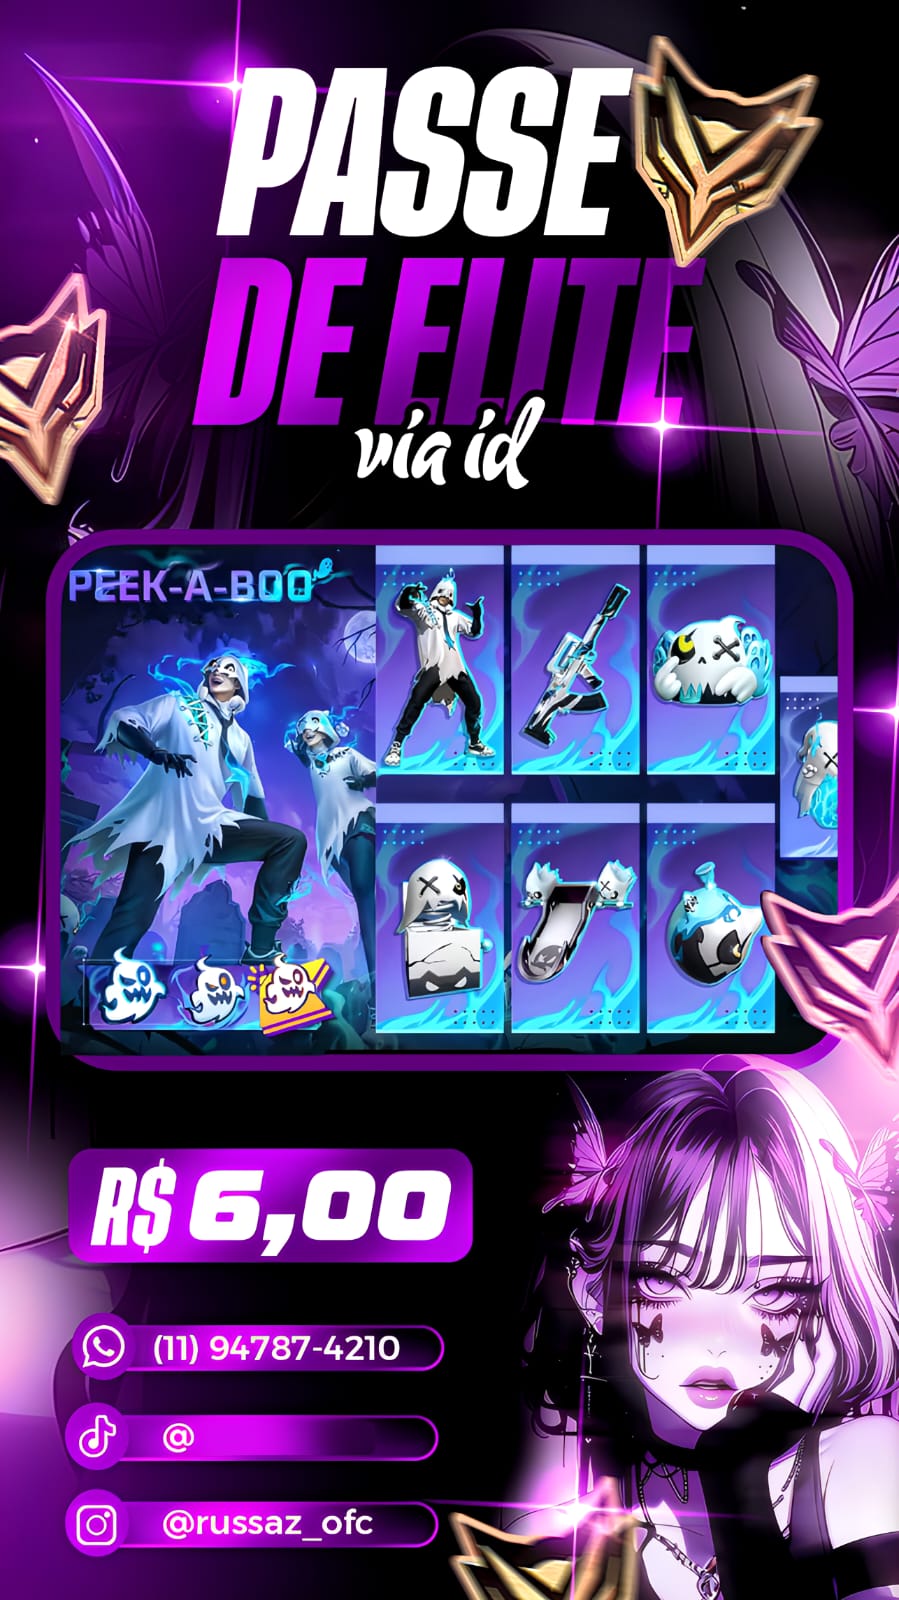 PASSE
DE ELITE
via id
PEEK-A-BOO
R$ 6,00
(11) 94787-4210
@
@russaz_ofc